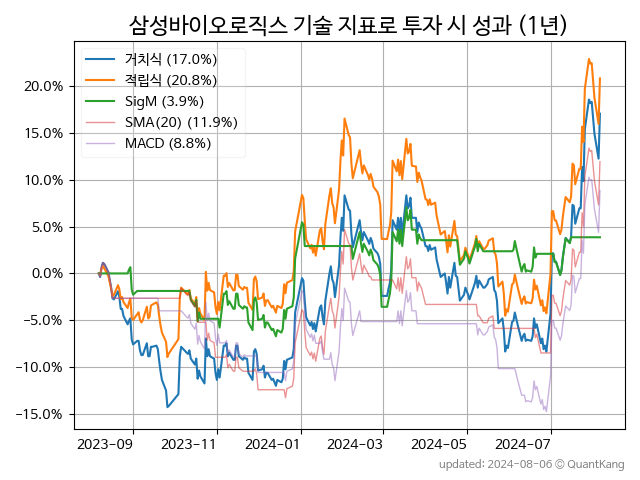 삼성바이오로직스 기술 지표로 투자 시 성과 (1년)
거치식 (17.0%)
적립식 (20.8%)
SigM (3.9%)
SMA(20) (11.9%)
MACD (8.8%)
20.0%
15.0%
10.0%
5.0%
0.0%
−5.0%
−10.0%
−15.0%
2023-09 2023-11 2024-01 2024-03 2024-05 2024-07
updated: 2024-08-06 © QuantKang